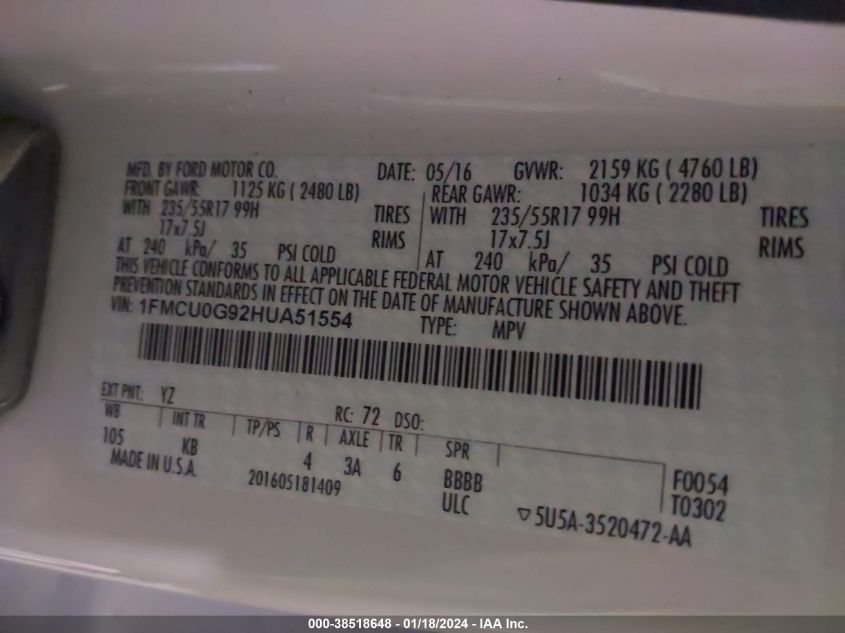 MFD. BY FORD MOTOR CO. DATE: 05/16 GVWR: 2159 KG ( 4760 LB)
FRONT GAWR: 1125 KG ( 2480 LB) REAR GAWR: 1034 KG ( 2280 LB)
WITH 235/55R17 99H TIRES WITH 235/55R17 99H TIRES
17x7.5J RIMS 17x7.5J RIMS
AT 240 kPa/ 35 PSI COLD AT 240 kPa/ 35 PSI COLD
THIS VEHICLE CONFORMS TO ALL APPLICABLE FEDERAL MOTOR VEHICLE SAFETY AND THEFT
PREVENTION STANDARDS IN EFFECT ON THE DATE OF MANUFACTURE SHOWN ABOVE.
VIN: 1FMCU0G92HUA51554 TYPE: MPV
EXT PNT: YZ RC: 72 DSO:
WB INT TR TP/PS R AXLE TR SPR
105 KB 4 3A 6 BBBB F0054
MADE IN U.S.A. 201605181409 ULC T0302
▽5U5A-3520472-AA
000-38518648 - 01/18/2024 - IAA Inc.